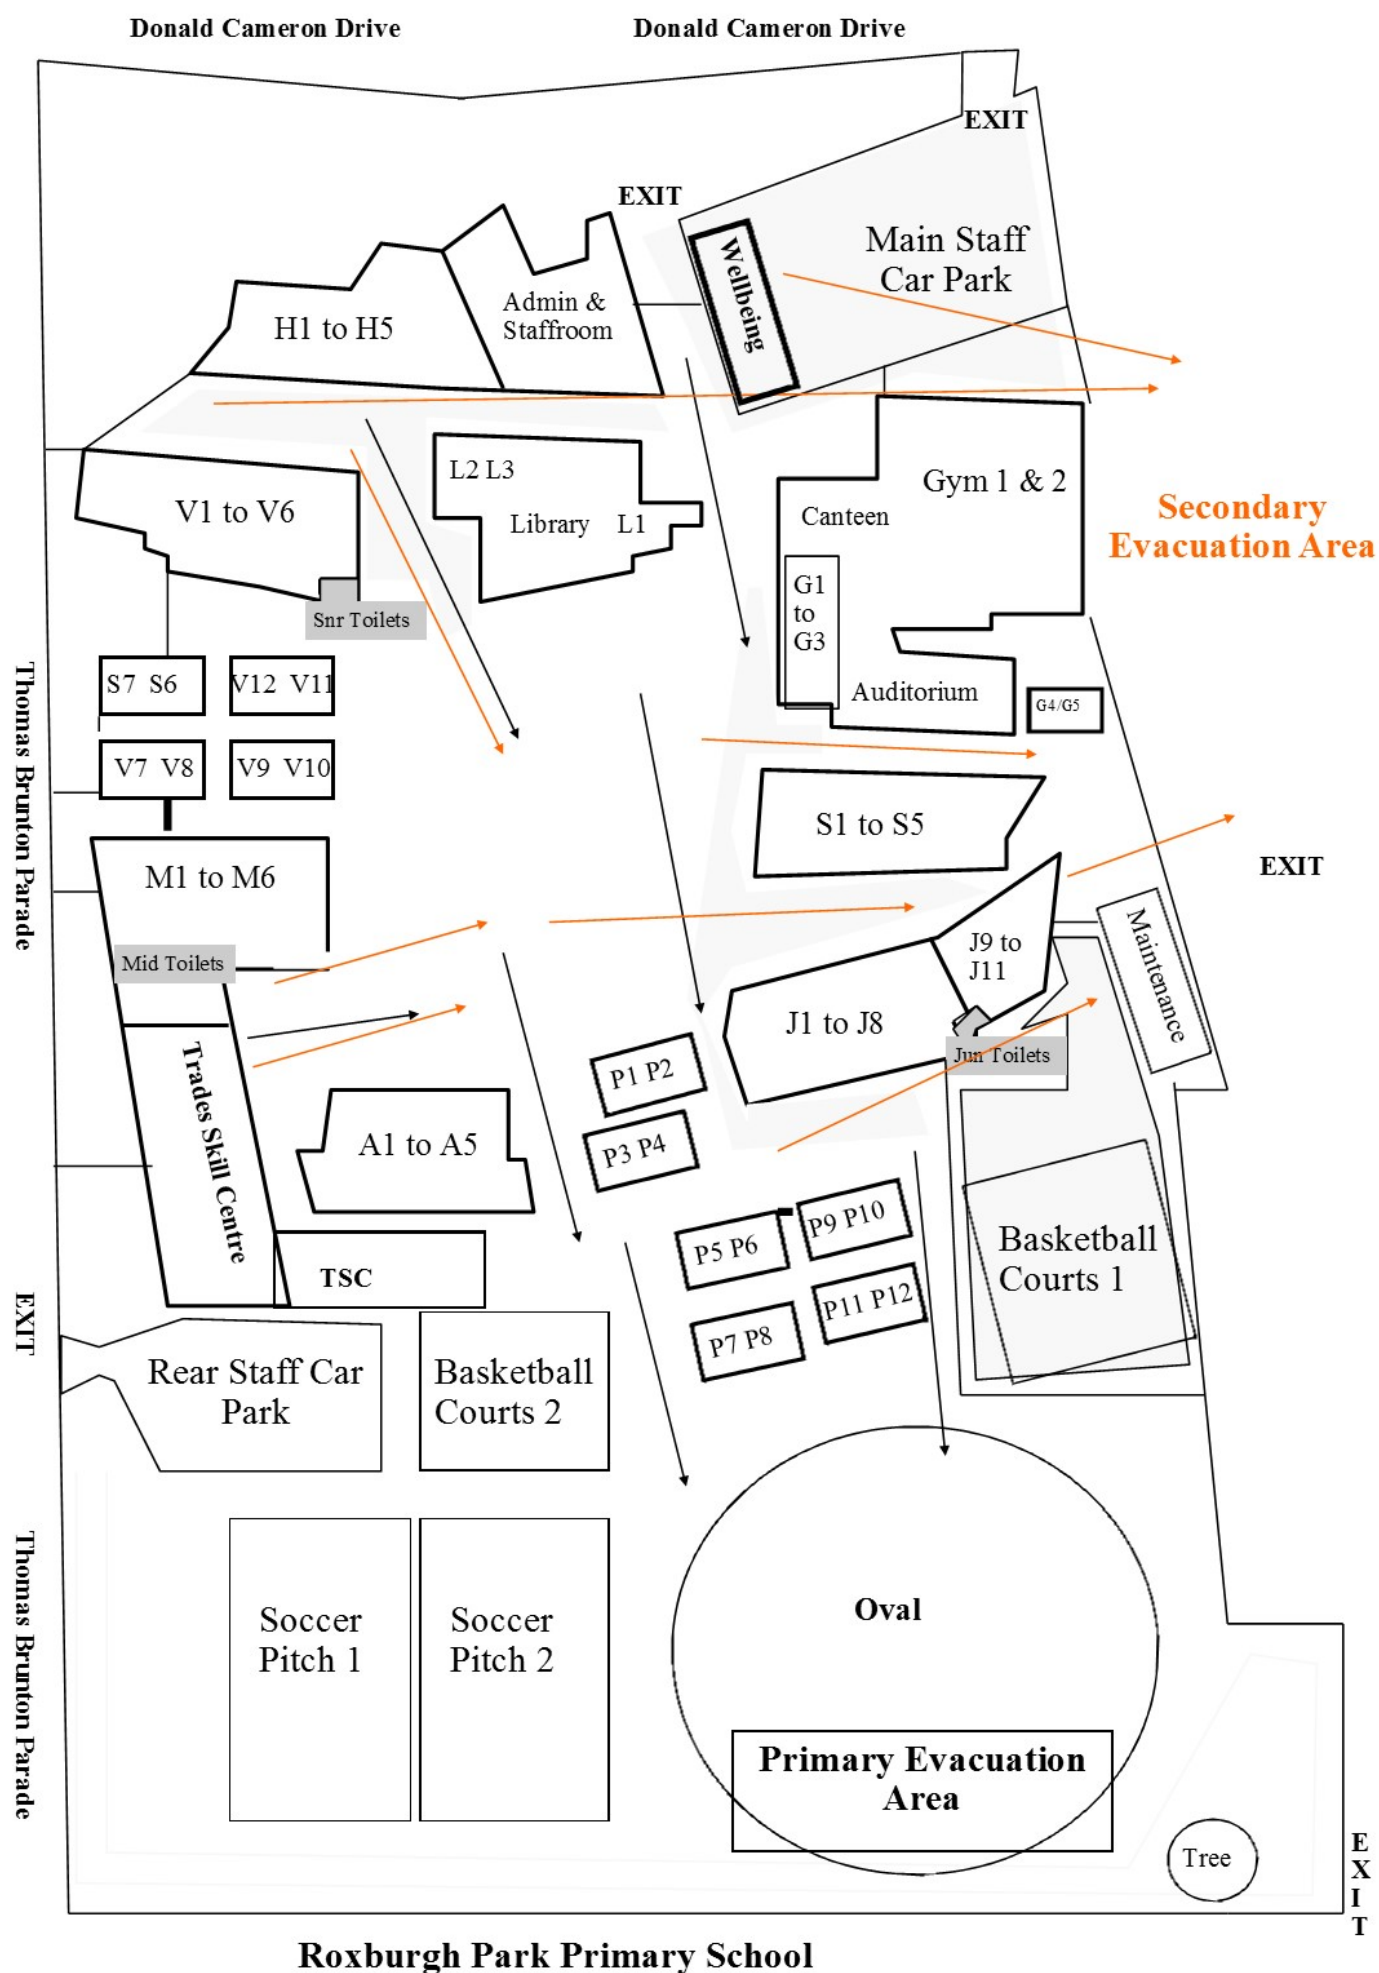 Donald Cameron Drive
Donald Cameron Drive
EXIT
EXIT
Main Staff
Car Park
Wellbeing
Admin &
Staffroom
H1 to H5
L2 L3
Library L1
V1 to V6
Snr Toilets
Gym 1 & 2
Canteen
G1
to
G3
Auditorium
G4/G5
Secondary
Evacuation Area
S7 S6
V12 V11
V7 V8
V9 V10
Thomas Brunton Parade
S1 to S5
M1 to M6
EXIT
Mid Toilets
J9 to
J11
Maintenance
J1 to J8
Jun Toilets
P1 P2
P3 P4
Trades Skill Centre
A1 to A5
P9 P10
P5 P6
Basketball
Courts 1
TSC
P11 P12
P7 P8
EXIT
Rear Staff Car
Park
Basketball
Courts 2
Thomas Brunton Parade
Soccer
Pitch 1
Soccer
Pitch 2
Oval
Primary Evacuation
Area
Tree
E
X
I
T
Roxburgh Park Primary School